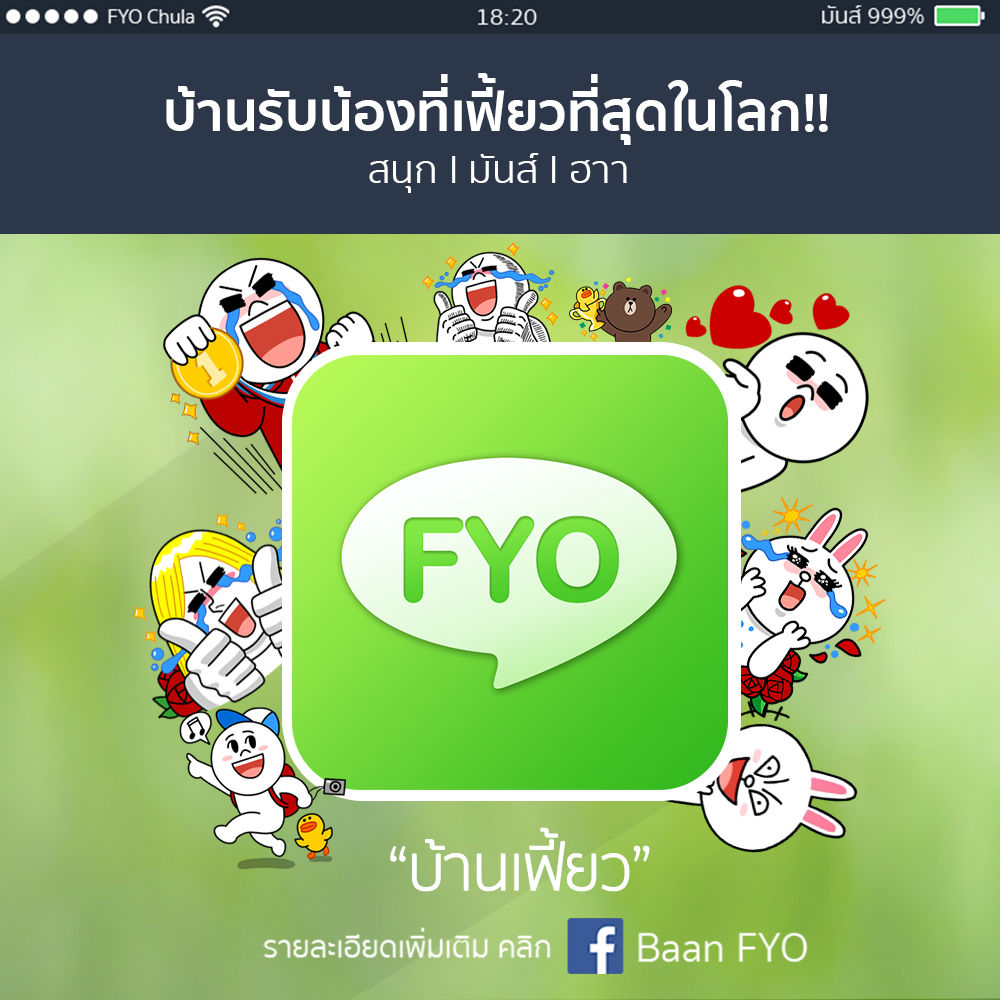 FYO Chula 18:20 มันส์ 999%
บ้านรับน้องที่เฟี้ยวที่สุดในโลก!!
สนุก l มันส์ l ฮาา
1
FYO
“บ้านเฟี้ยว”
รายละเอียดเพิ่มเติม คลิก f Baan FYO